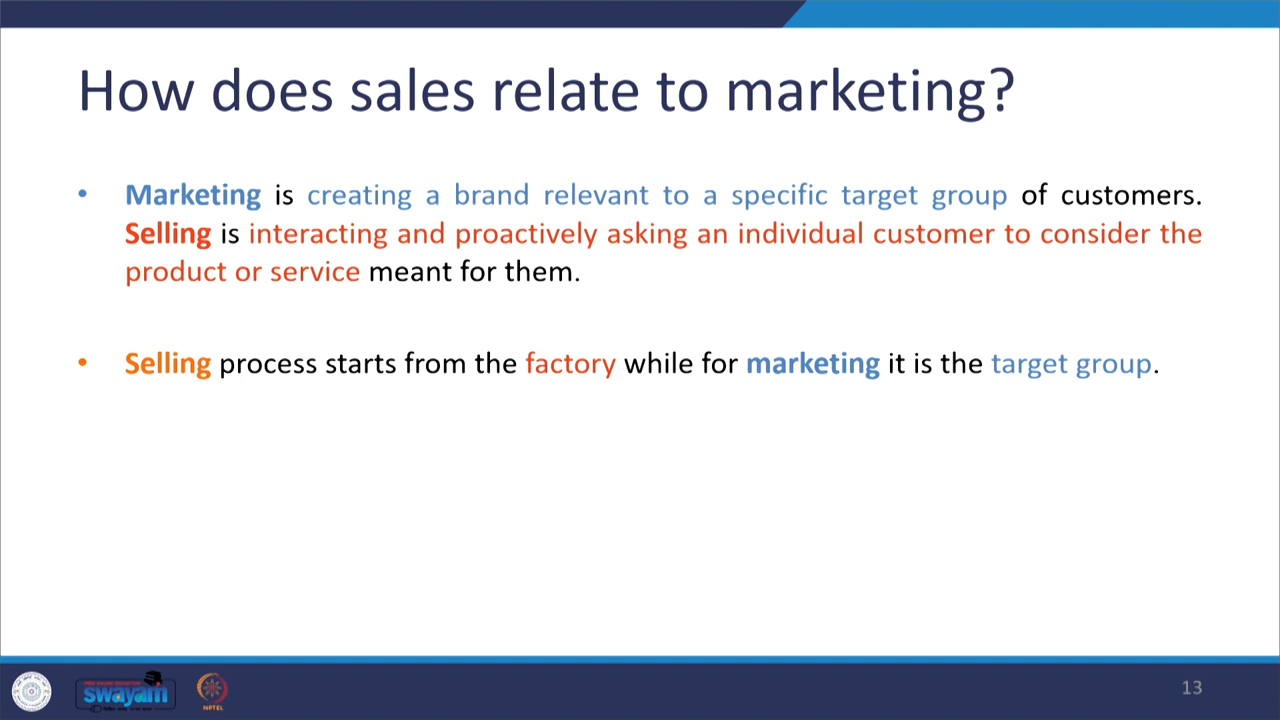 How does sales relate to marketing?
• Marketing is creating a brand relevant to a specific target group of customers.
Selling is interacting and proactively asking an individual customer to consider the
product or service meant for them.
• Selling process starts from the factory while for marketing it is the target group.
swayam
NPTEL
13